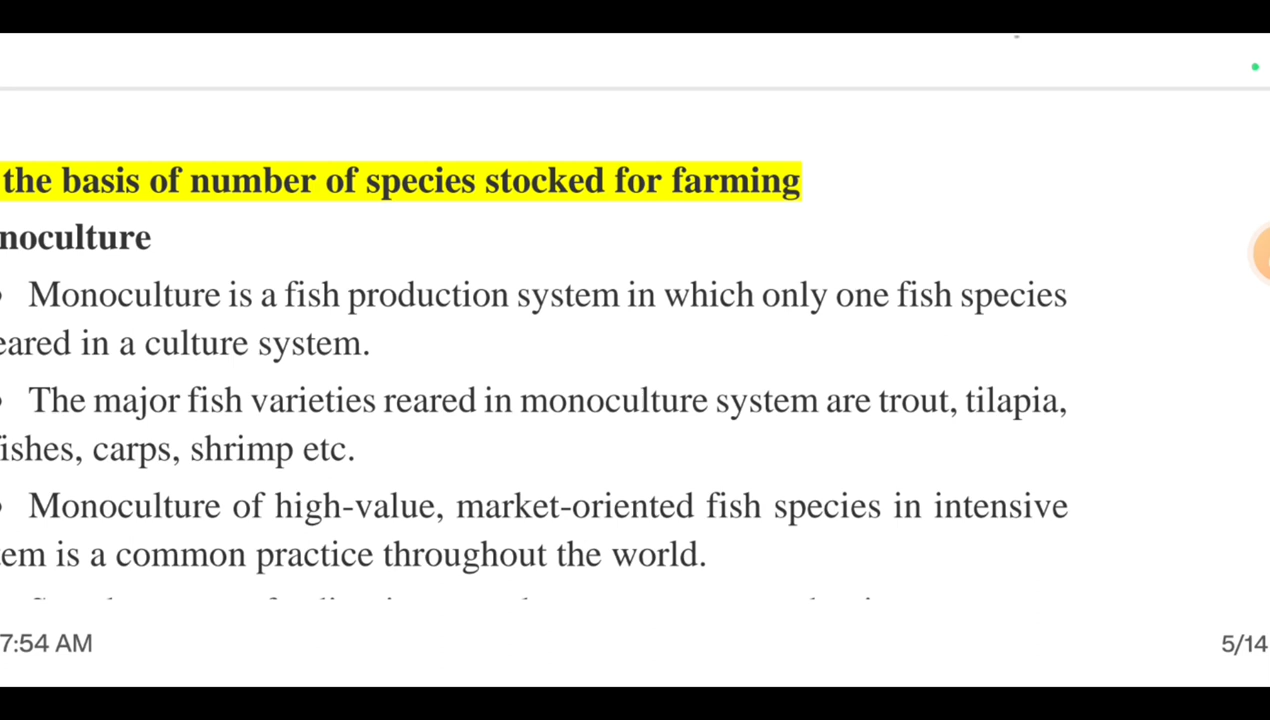 the basis of number of species stocked for farming
noculture
Monoculture is a fish production system in which only one fish species
eared in a culture system.
The major fish varieties reared in monoculture system are trout, tilapia,
ishes, carps, shrimp etc.
Monoculture of high-value, market-oriented fish species in intensive
em is a common practice throughout the world.
7:54 AM
5/14